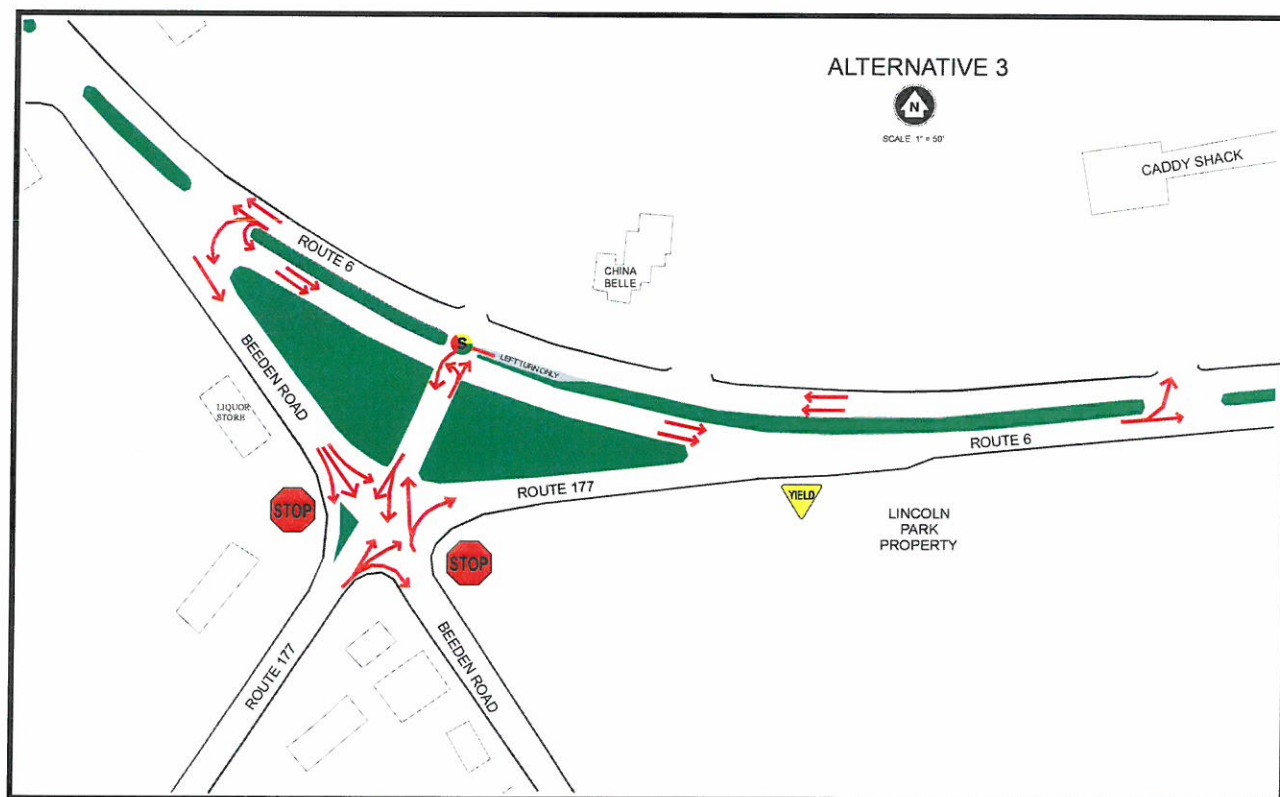 ALTERNATIVE 3
N
SCALE 1" = 50'
CADDY SHACK
ROUTE 6
CHINA
BELLE
S
LEFT TURN ONLY
BEEDEN ROAD
LIQUOR
STORE
ROUTE 6
ROUTE 177
YIELD
STOP
LINCOLN
PARK
PROPERTY
STOP
ROUTE 177
BEEDEN ROAD